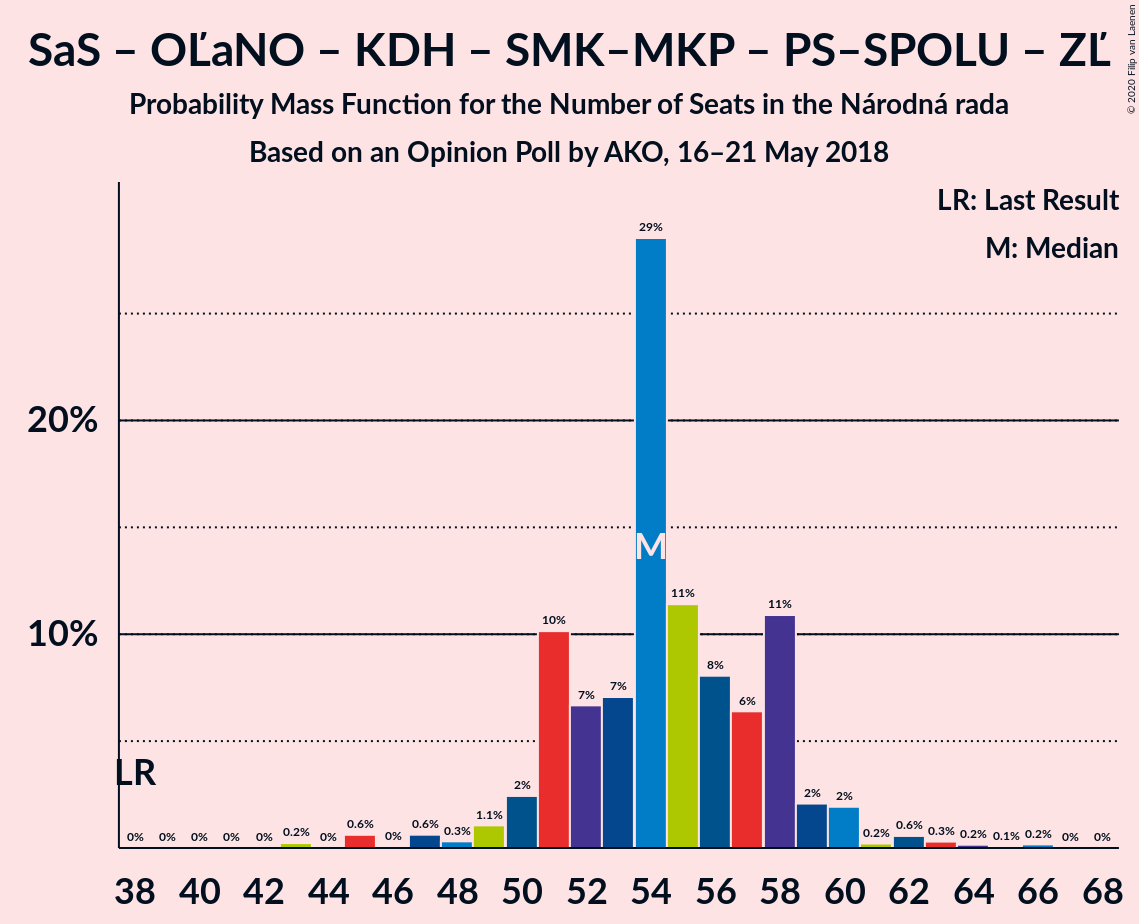 SaS – OĽaNO – KDH – SMK–MKP – PS–SPOLU – ZĽ
Probability Mass Function for the Number of Seats in the Národná rada
Based on an Opinion Poll by AKO, 16–21 May 2018
© 2020 Filip van Laenen
LR: Last Result
M: Median
29%
20%
M
11%
11%
10%
10%
8%
7%
7%
6%
LR
2%
2%
2%
1.1%
0% 0% 0% 0% 0% 0.2% 0% 0.6% 0% 0.6% 0.3% 0.2% 0.6% 0.3% 0.2% 0.1% 0.2% 0% 0%
38 40 42 44 46 48 50 52 54 56 58 60 62 64 66 68